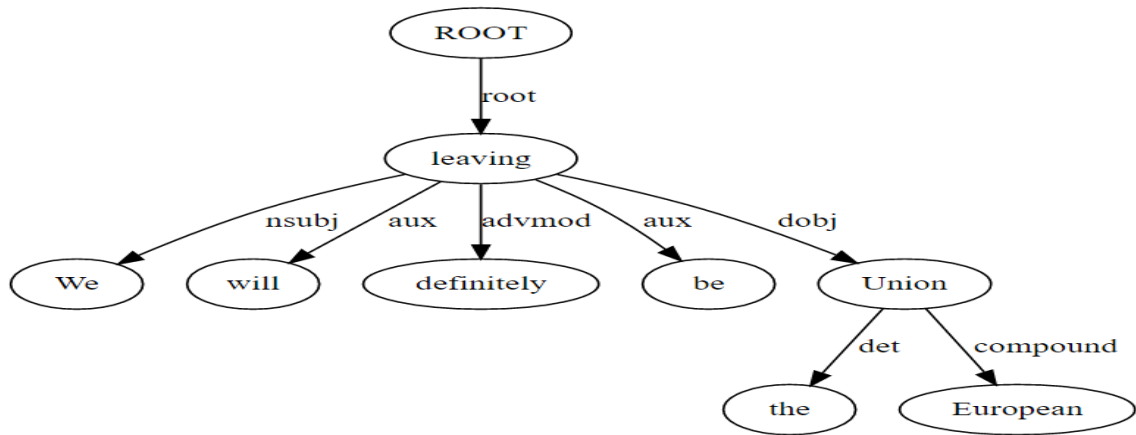 ROOT
root
leaving
nsubj aux advmod aux dobj
We will definitely be Union
det compound
the European